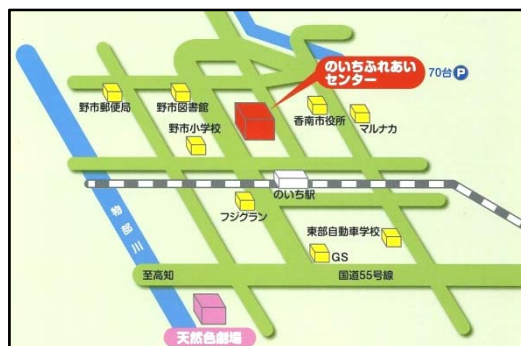 のいちふれあい
センター
70台 P
野市郵便局
野市図書館
香南市役所
マルナカ
野市小学校
のいち駅
フジグラン
物部川
東部自動車学校
GS
至高知
国道55号線
天然色劇場